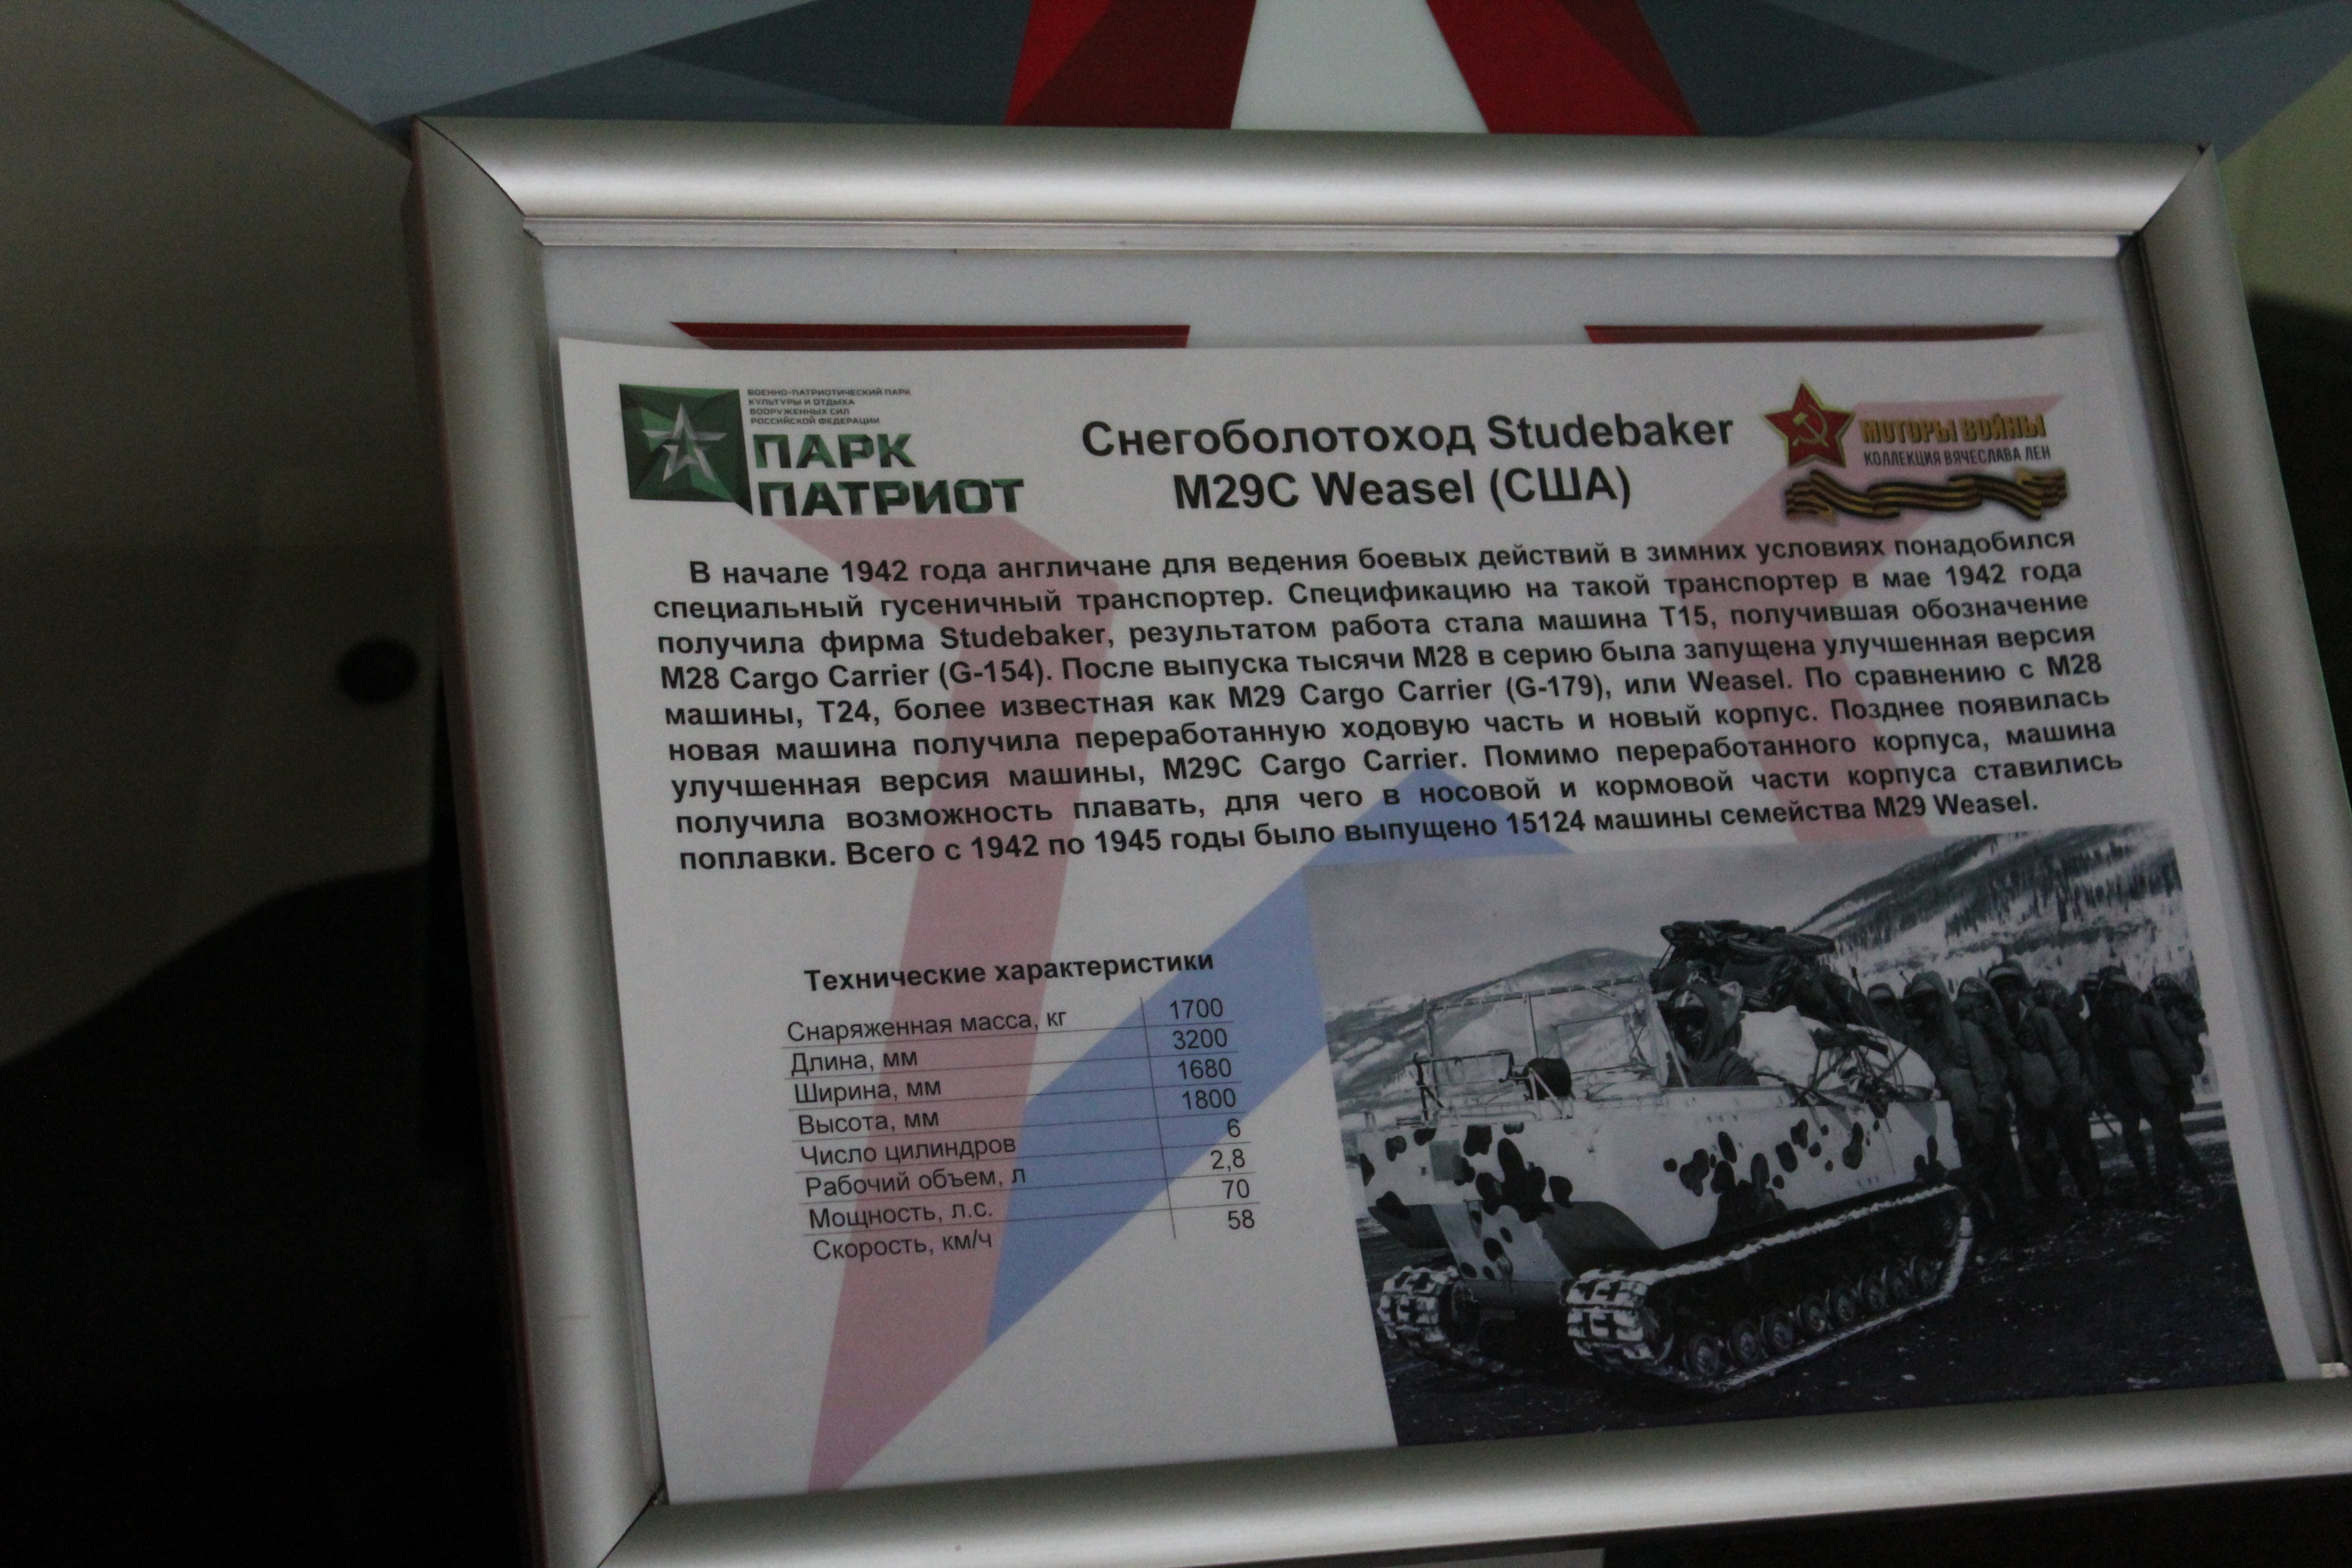 ВОЕННО-ПАТРИОТИЧЕСКИЙ ПАРК
КУЛЬТУРЫ И ОТДЫХА
ВООРУЖЕННЫХ СИЛ
РОССИЙСКОЙ ФЕДЕРАЦИИ
ПАРК
ПАТРИОТ
Снегоболотоход Studebaker
M29C Weasel (США)
МОТОРЫ ВОЙНЫ
КОЛЛЕКЦИЯ ВЯЧЕСЛАВА ЛЕН
В начале 1942 года англичане для ведения боевых действий в зимних условиях понадобился
специальный гусеничный транспортер. Спецификацию на такой транспортер в мае 1942 года
получила фирма Studebaker, результатом работа стала машина T15, получившая обозначение
M28 Cargo Carrier (G-154). После выпуска тысячи M28 в серию была запущена улучшенная версия
машины, T24, более известная как M29 Cargo Carrier (G-179), или Weasel. По сравнению с M28
новая машина получила переработанную ходовую часть и новый корпус. Позднее появилась
улучшенная версия машины, M29C Cargo Carrier. Помимо переработанного корпуса, машина
получила возможность плавать, для чего в носовой и кормовой части корпуса ставились
поплавки. Всего с 1942 по 1945 годы было выпущено 15124 машины семейства M29 Weasel.
Технические характеристики
Снаряженная масса, кг 1700
Длина, мм 3200
Ширина, мм 1680
Высота, мм 1800
Число цилиндров 6
Рабочий объем, л 2,8
Мощность, л.с. 70
Скорость, км/ч 58